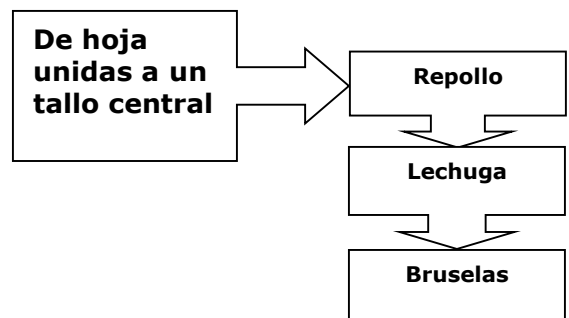 De hoja
unidas a un
tallo central
Repollo
Lechuga
Bruselas